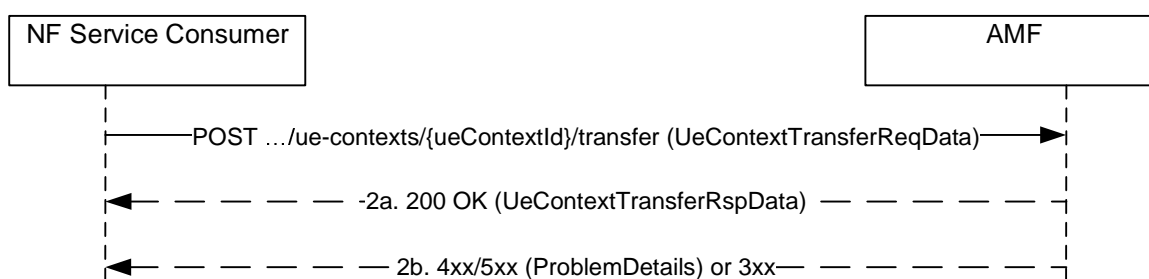 NF Service Consumer
AMF
POST …/ue-contexts/{ueContextId}/transfer (UeContextTransferReqData)
2a. 200 OK (UeContextTransferRspData)
2b. 4xx/5xx (ProblemDetails) or 3xx